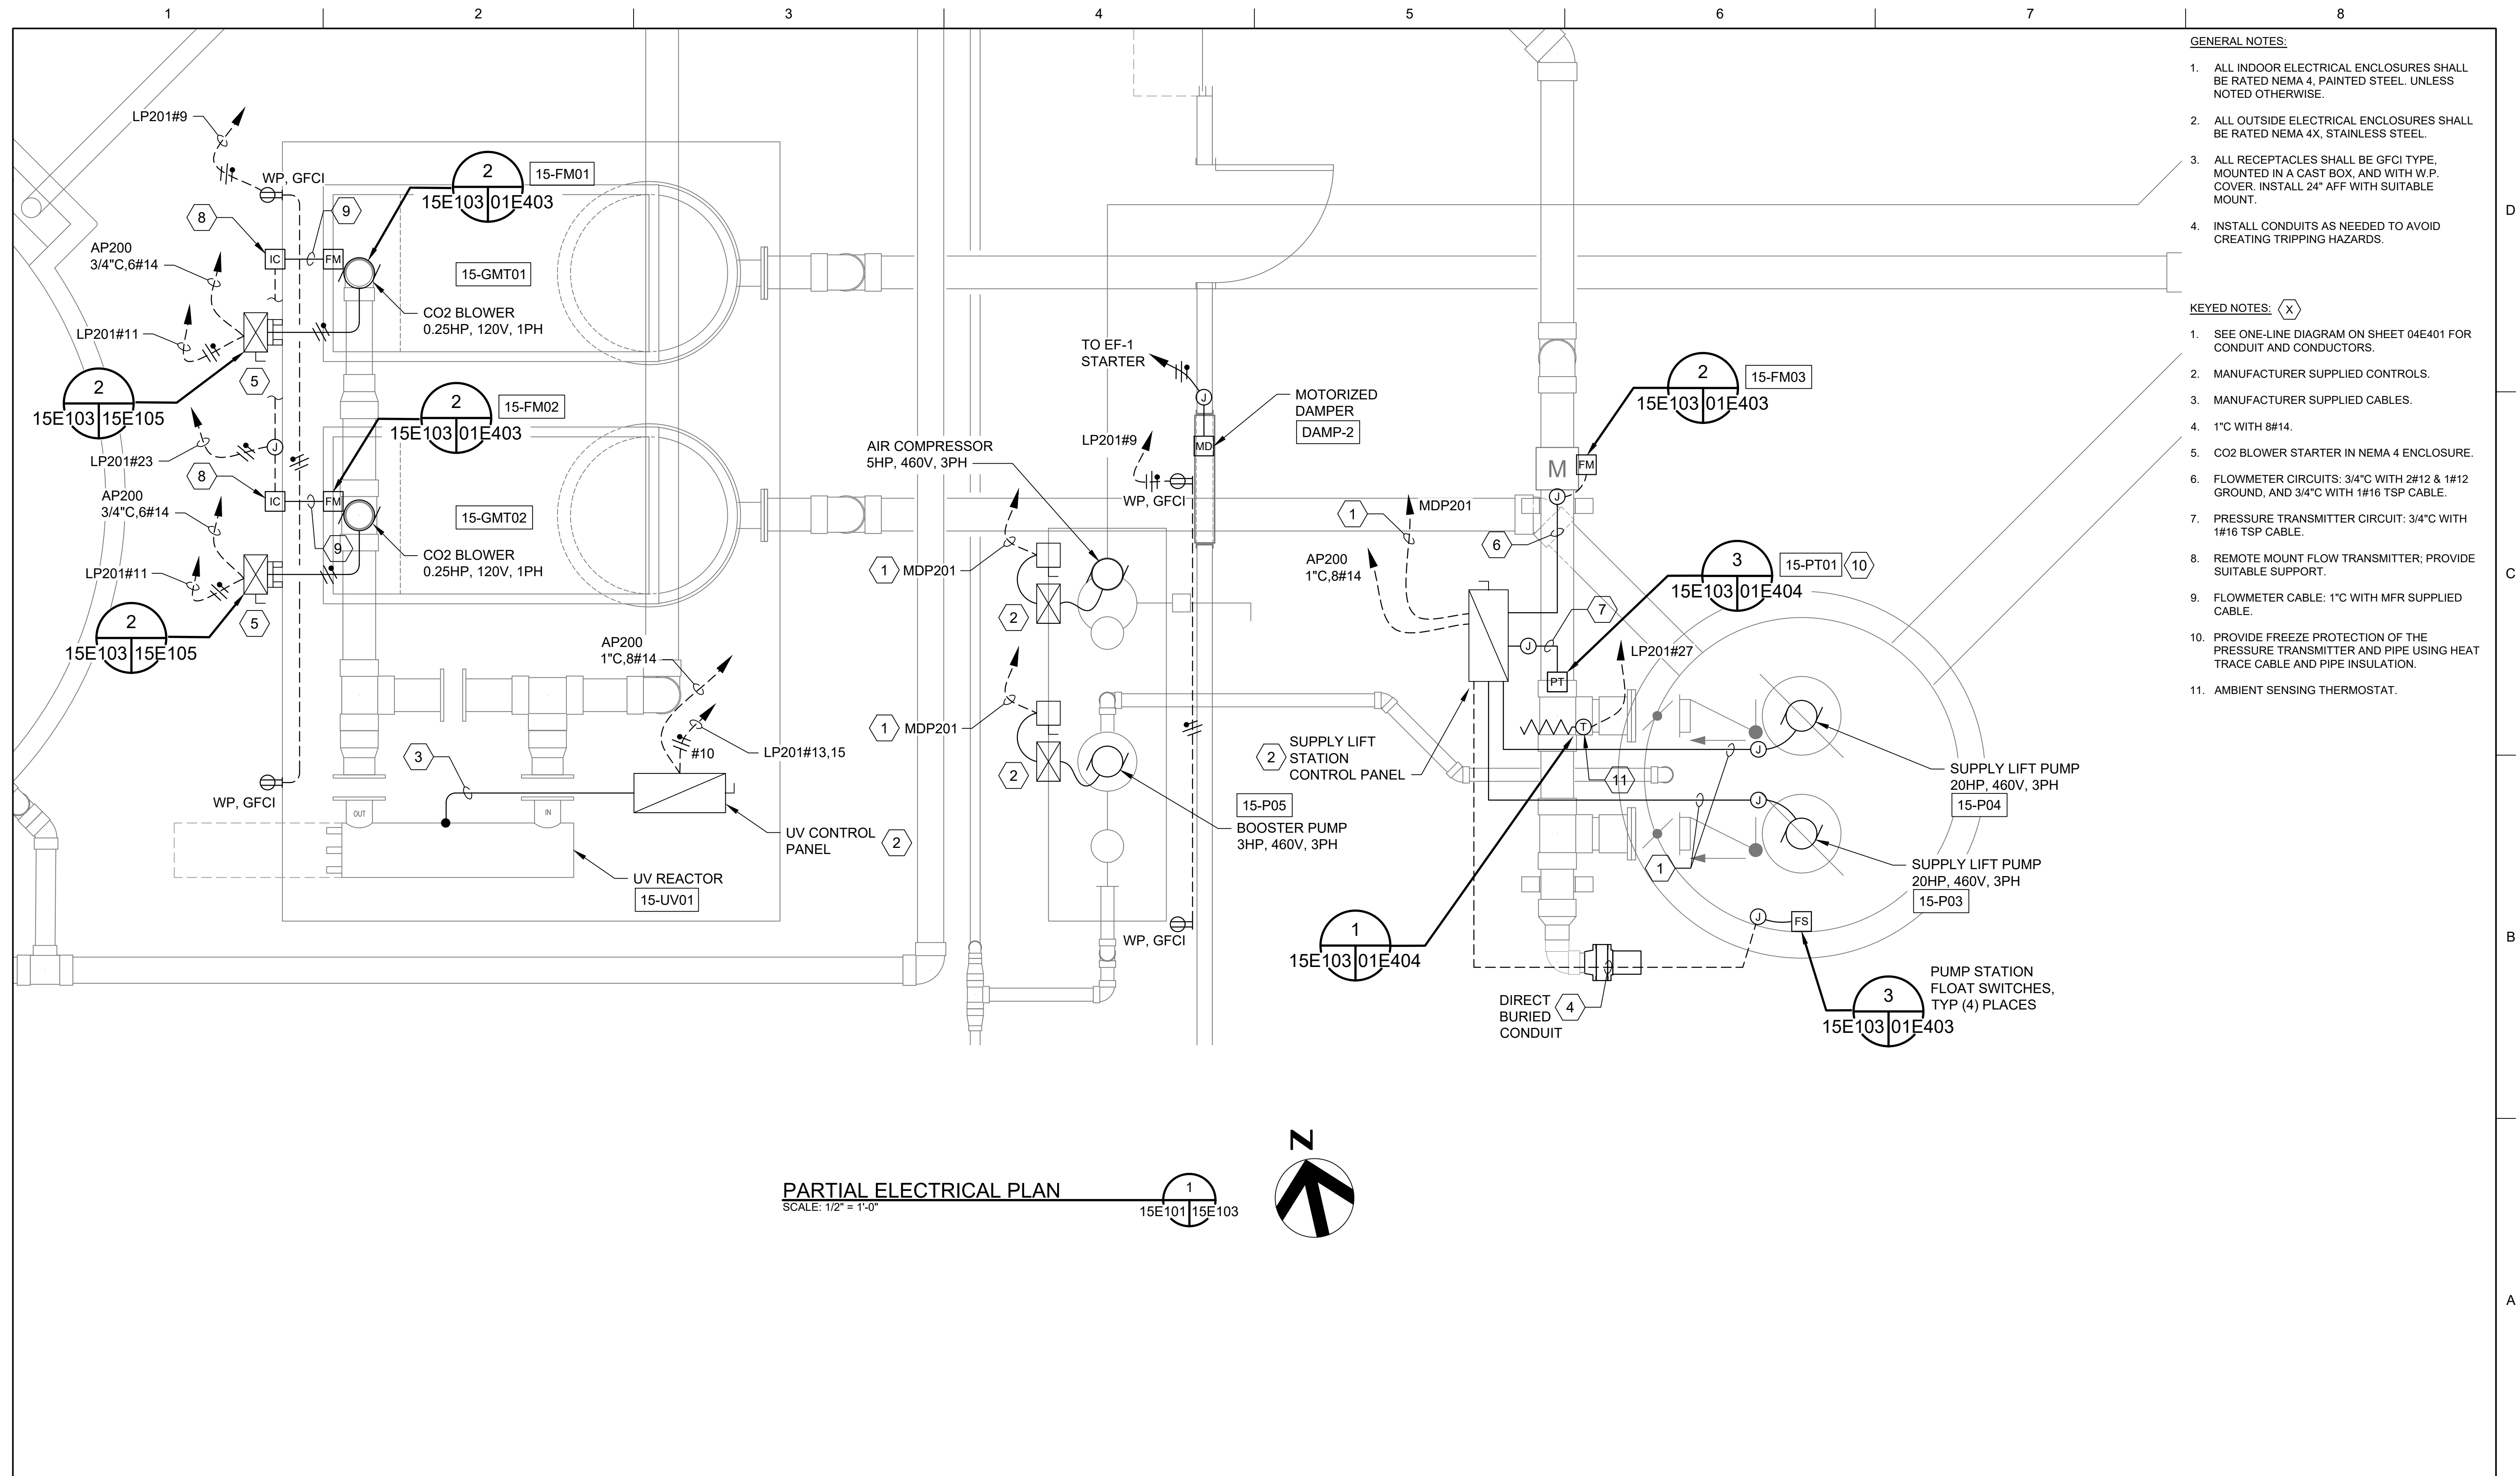 1
2
3
4
5
6
7
8
D
C
B
A
GENERAL NOTES:
1. ALL INDOOR ELECTRICAL ENCLOSURES SHALL
BE RATED NEMA 4, PAINTED STEEL. UNLESS
NOTED OTHERWISE.
2. ALL OUTSIDE ELECTRICAL ENCLOSURES SHALL
BE RATED NEMA 4X, STAINLESS STEEL.
3. ALL RECEPTACLES SHALL BE GFCI TYPE,
MOUNTED IN A CAST BOX, AND WITH W.P.
COVER. INSTALL 24" AFF WITH SUITABLE
MOUNT.
4. INSTALL CONDUITS AS NEEDED TO AVOID
CREATING TRIPPING HAZARDS.
KEYED NOTES: X
1. SEE ONE-LINE DIAGRAM ON SHEET 04E401 FOR
CONDUIT AND CONDUCTORS.
2. MANUFACTURER SUPPLIED CONTROLS.
3. MANUFACTURER SUPPLIED CABLES.
4. 1"C WITH 8#14.
5. CO2 BLOWER STARTER IN NEMA 4 ENCLOSURE.
6. FLOWMETER CIRCUITS: 3/4"C WITH 2#12 & 1#12
GROUND, AND 3/4"C WITH 1#16 TSP CABLE.
7. PRESSURE TRANSMITTER CIRCUIT: 3/4"C WITH
1#16 TSP CABLE.
8. REMOTE MOUNT FLOW TRANSMITTER; PROVIDE
SUITABLE SUPPORT.
9. FLOWMETER CABLE: 1"C WITH MFR SUPPLIED
CABLE.
10. PROVIDE FREEZE PROTECTION OF THE
PRESSURE TRANSMITTER AND PIPE USING HEAT
TRACE CABLE AND PIPE INSULATION.
11. AMBIENT SENSING THERMOSTAT.
LP201#9
WP, GFCI
8
9
2
15E103 01E403
15-FM01
AP200
3/4"C,6#14
IC
FM
15-GMT01
CO2 BLOWER
0.25HP, 120V, 1PH
LP201#11
5
2
15E103 15E105
2
15E103 01E403
15-FM02
J
LP201#23
8
IC
FM
AP200
3/4"C,6#14
15-GMT02
9
CO2 BLOWER
0.25HP, 120V, 1PH
LP201#11
5
2
15E103 15E105
AP200
1"C,8#14
LP201#13,15
#10
3
WP, GFCI
OUT
IN
UV CONTROL
PANEL
2
UV REACTOR
15-UV01
TO EF-1
STARTER
J
MOTORIZED
DAMPER
DAMP-2
MD
AIR COMPRESSOR
5HP, 460V, 3PH
LP201#9
WP, GFCI
1 MDP201
2
1 MDP201
2
15-P05
BOOSTER PUMP
3HP, 460V, 3PH
WP, GFCI
2
15E103 01E403
15-FM03
M
FM
J
1
MDP201
6
AP200
1"C,8#14
3
15E103 01E404
15-PT01
10
7
J
PT
LP201#27
T
11
2
SUPPLY LIFT
STATION
CONTROL PANEL
J
SUPPLY LIFT PUMP
20HP, 460V, 3PH
15-P04
J
1
SUPPLY LIFT PUMP
20HP, 460V, 3PH
15-P03
J
FS
1
15E103 01E404
DIRECT
BURIED
CONDUIT
4
3
15E103 01E403
PUMP STATION
FLOAT SWITCHES,
TYP (4) PLACES
PARTIAL ELECTRICAL PLAN
SCALE: 1/2" = 1'-0"
1
15E101 15E103
N